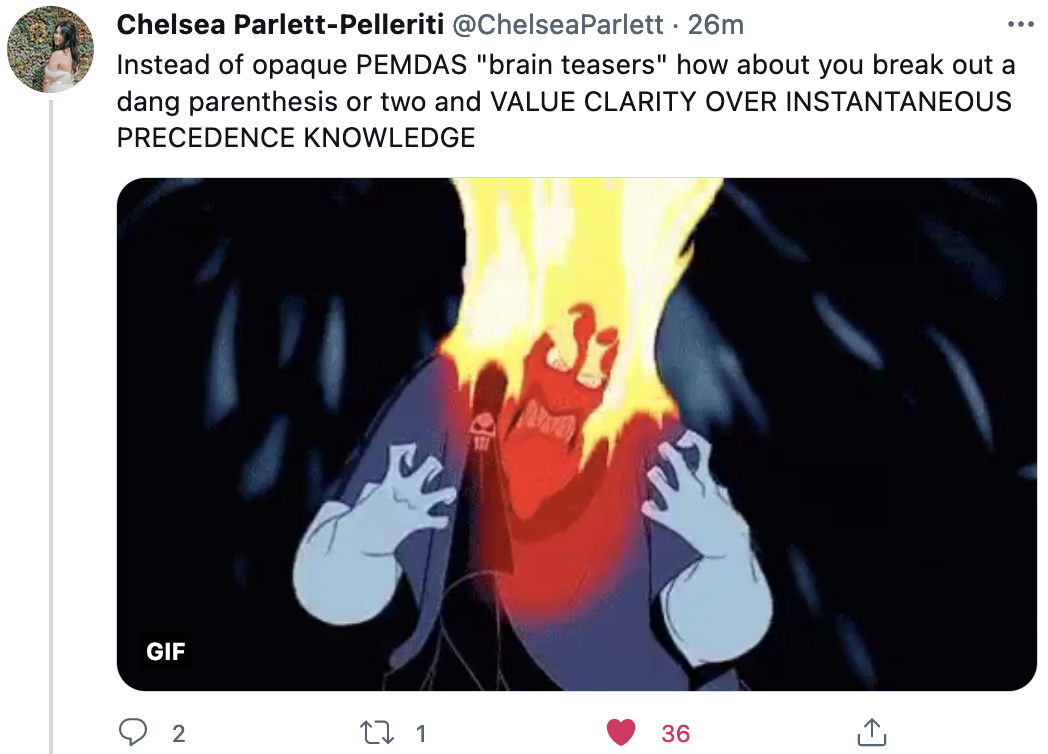 Chelsea Parlett-Pelleriti @ChelseaParlett · 26m
Instead of opaque PEMDAS "brain teasers" how about you break out a
dang parenthesis or two and VALUE CLARITY OVER INSTANTANEOUS
PRECEDENCE KNOWLEDGE
GIF
2 1 36